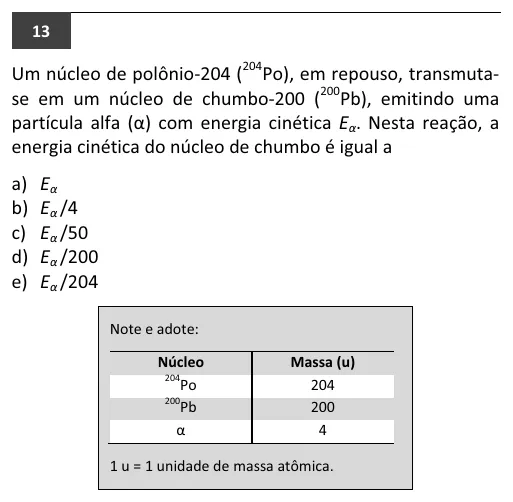 13
Um núcleo de polônio-204 (²⁰⁴Po), em repouso, transmuta-
se em um núcleo de chumbo-200 (²⁰⁰Pb), emitindo uma
partícula alfa (α) com energia cinética Eα. Nesta reação, a
energia cinética do núcleo de chumbo é igual a
a) Eα
b) Eα/4
c) Eα/50
d) Eα/200
e) Eα/204
Note e adote:
Núcleo Massa (u)
²⁰⁴Po 204
²⁰⁰Pb 200
α 4
1 u = 1 unidade de massa atômica.